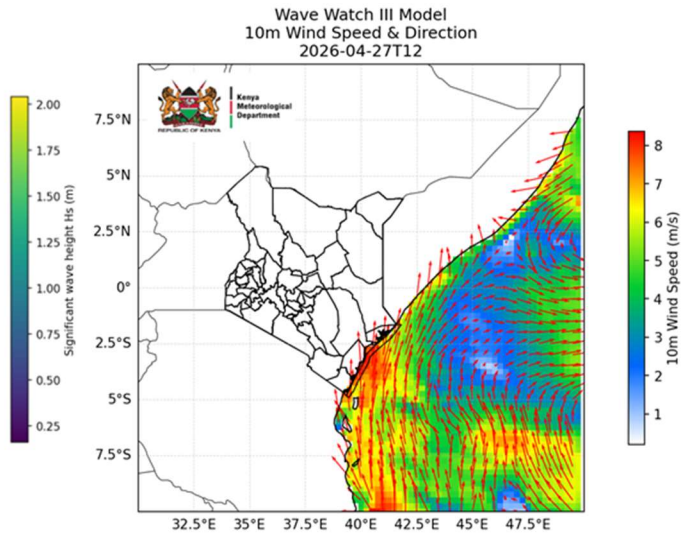 Wave Watch III Model
10m Wind Speed & Direction
2026-04-27T12
Kenya
Meteorological
Department
REPUBLIC OF KENYA
2.00
1.75
1.50
1.25
1.00
0.75
0.50
0.25
Significant wave height Hs (m)
7.5°N
5°N
2.5°N
0°
2.5°S
5°S
7.5°S
32.5°E 35°E 37.5°E 40°E 42.5°E 45°E 47.5°E
8
7
6
5
4
3
2
1
10m Wind Speed (m/s)